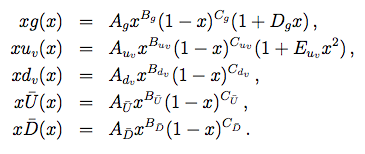 xg(x) = A_g x^{B_g} (1 − x)^{C_g} (1 + D_g x) ,
xu_v(x) = A_{u_v} x^{B_{u_v}} (1 − x)^{C_{u_v}} (1 + E_{u_v} x^2) ,
xd_v(x) = A_{d_v} x^{B_{d_v}} (1 − x)^{C_{d_v}} ,
xŪ(x) = A_Ū x^{B_Ū} (1 − x)^{C_Ū} ,
xD̄(x) = A_D̄ x^{B_D̄} (1 − x)^{C_D̄} .